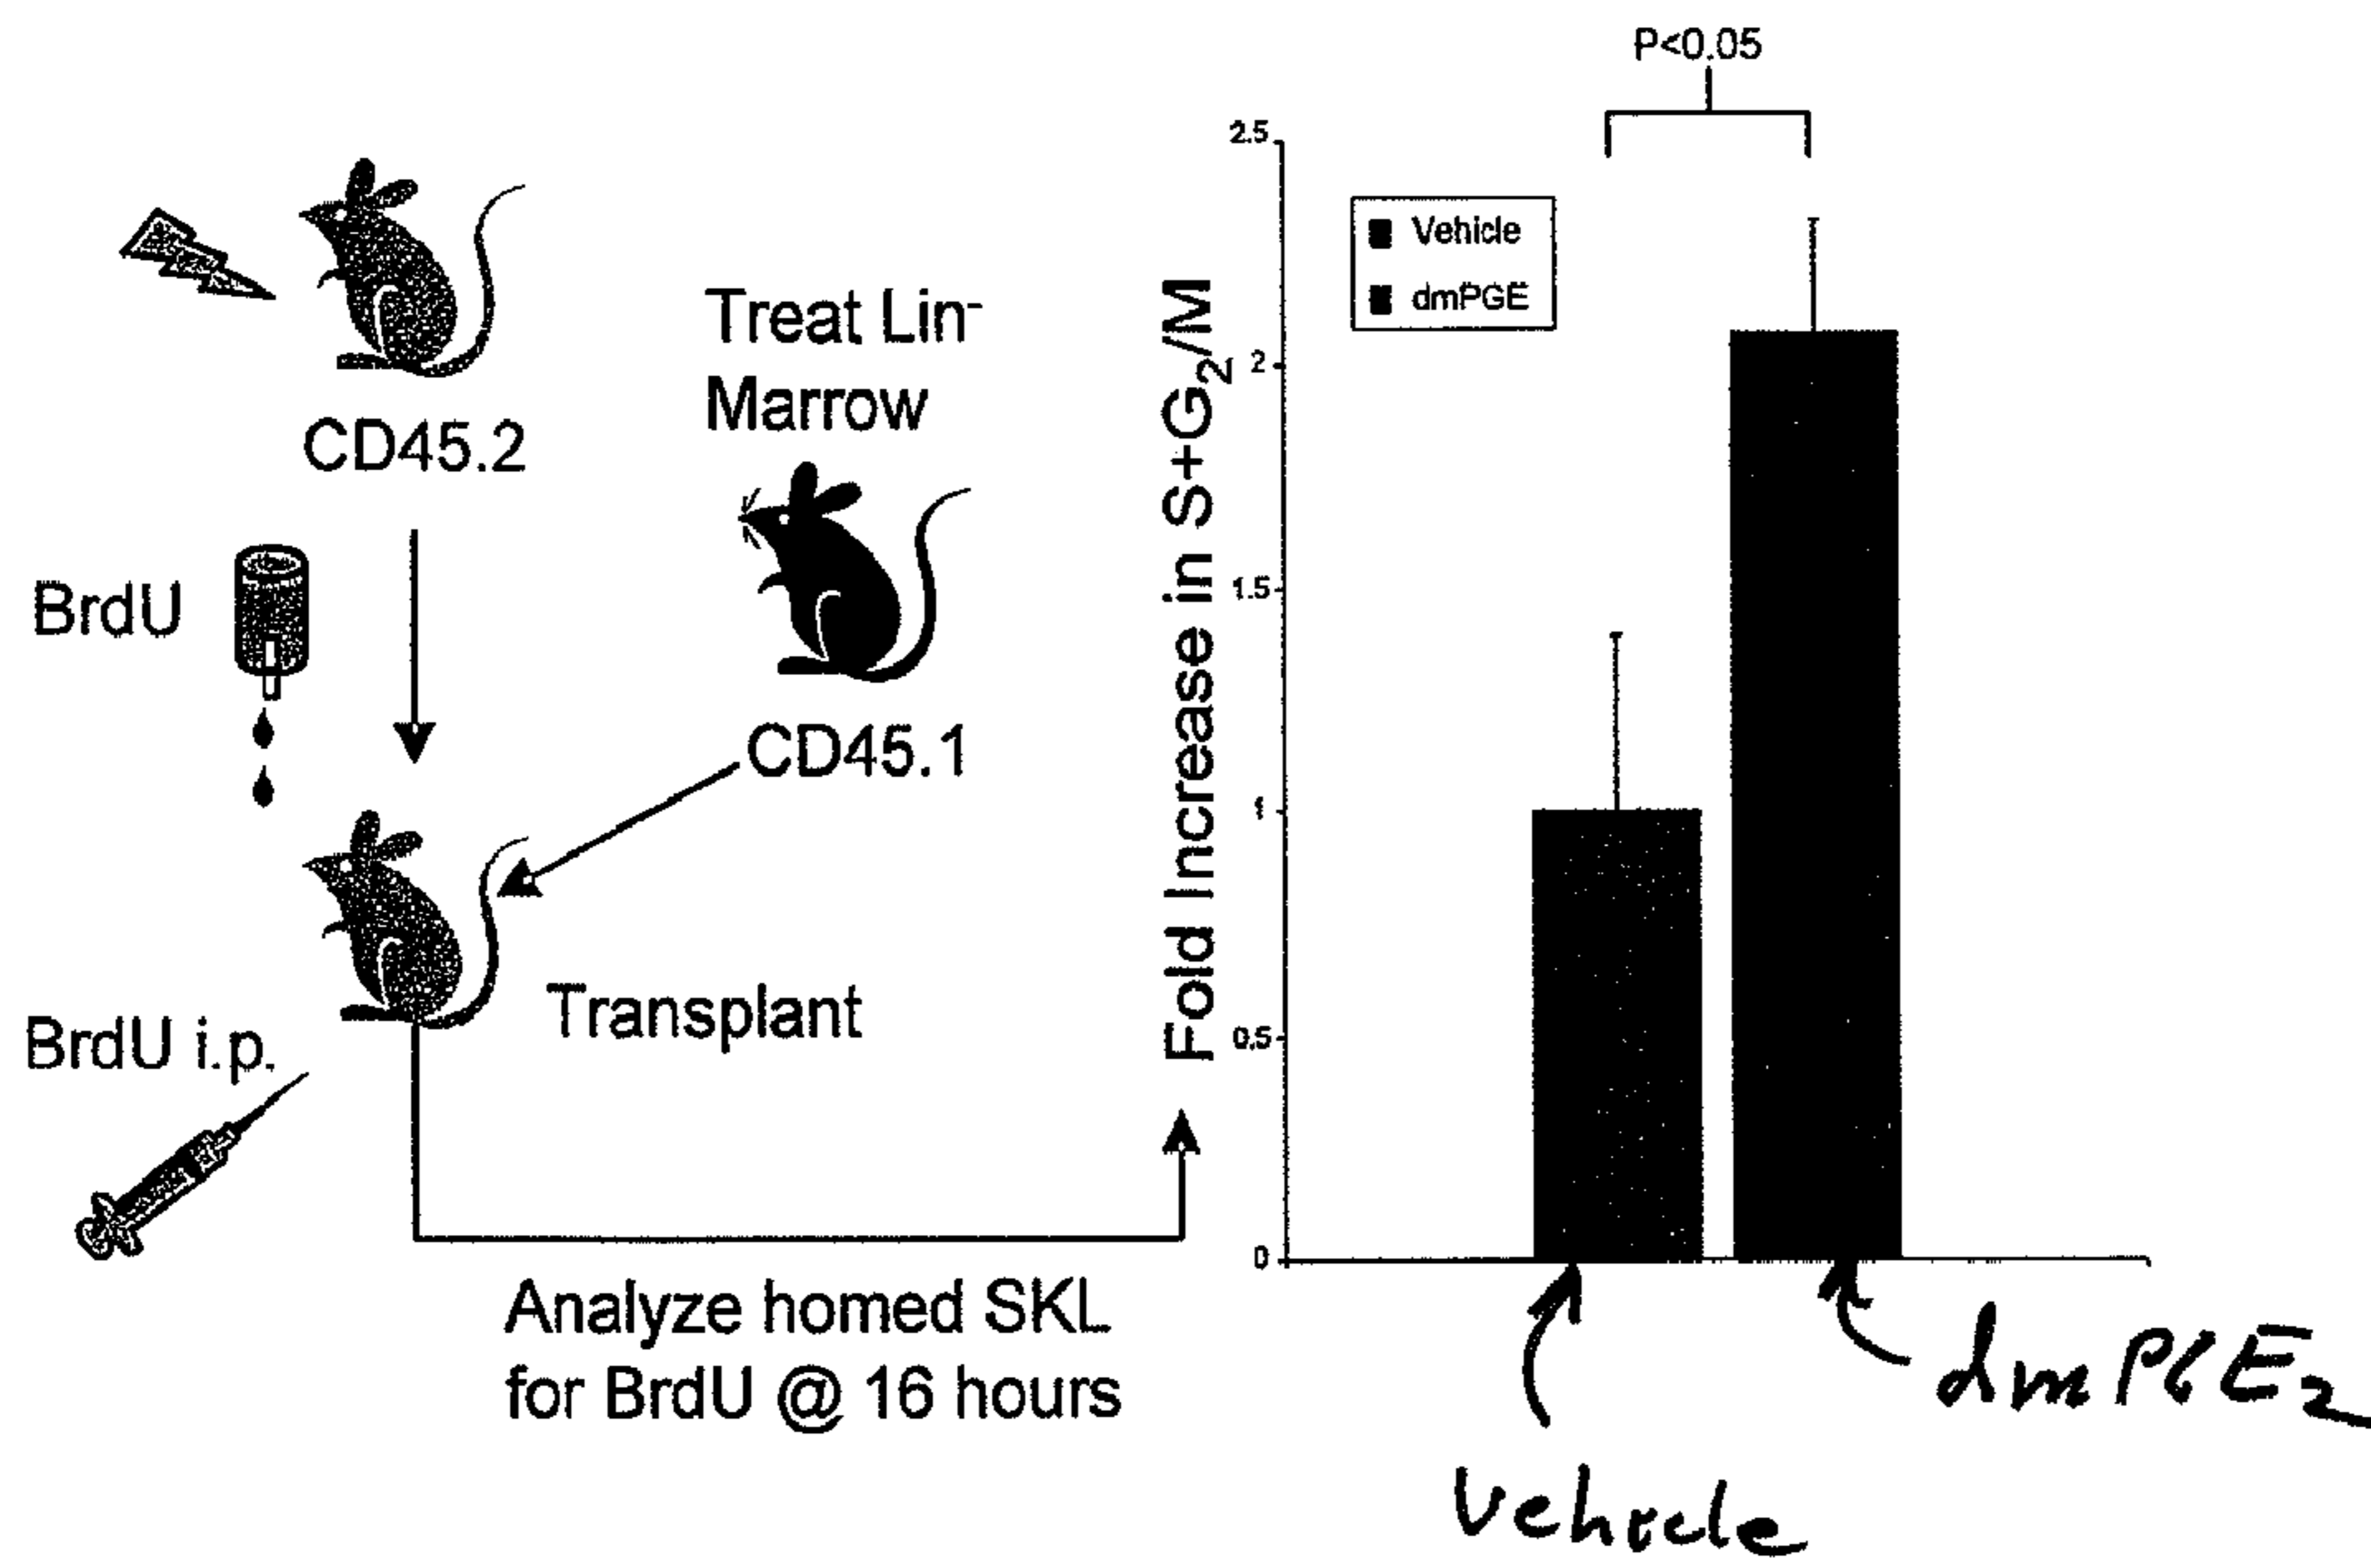 CD45.2
Treat Lin-
Marrow
CD45.1
BrdU
BrdU i.p.
Transplant
Analyze homed SKL
for BrdU @ 16 hours
P<0.05
Fold Increase in S+G2/M
2.5
2
1.5
1
0.5
0
Vehicle
dmPGE
Vehicle
dmPGE2